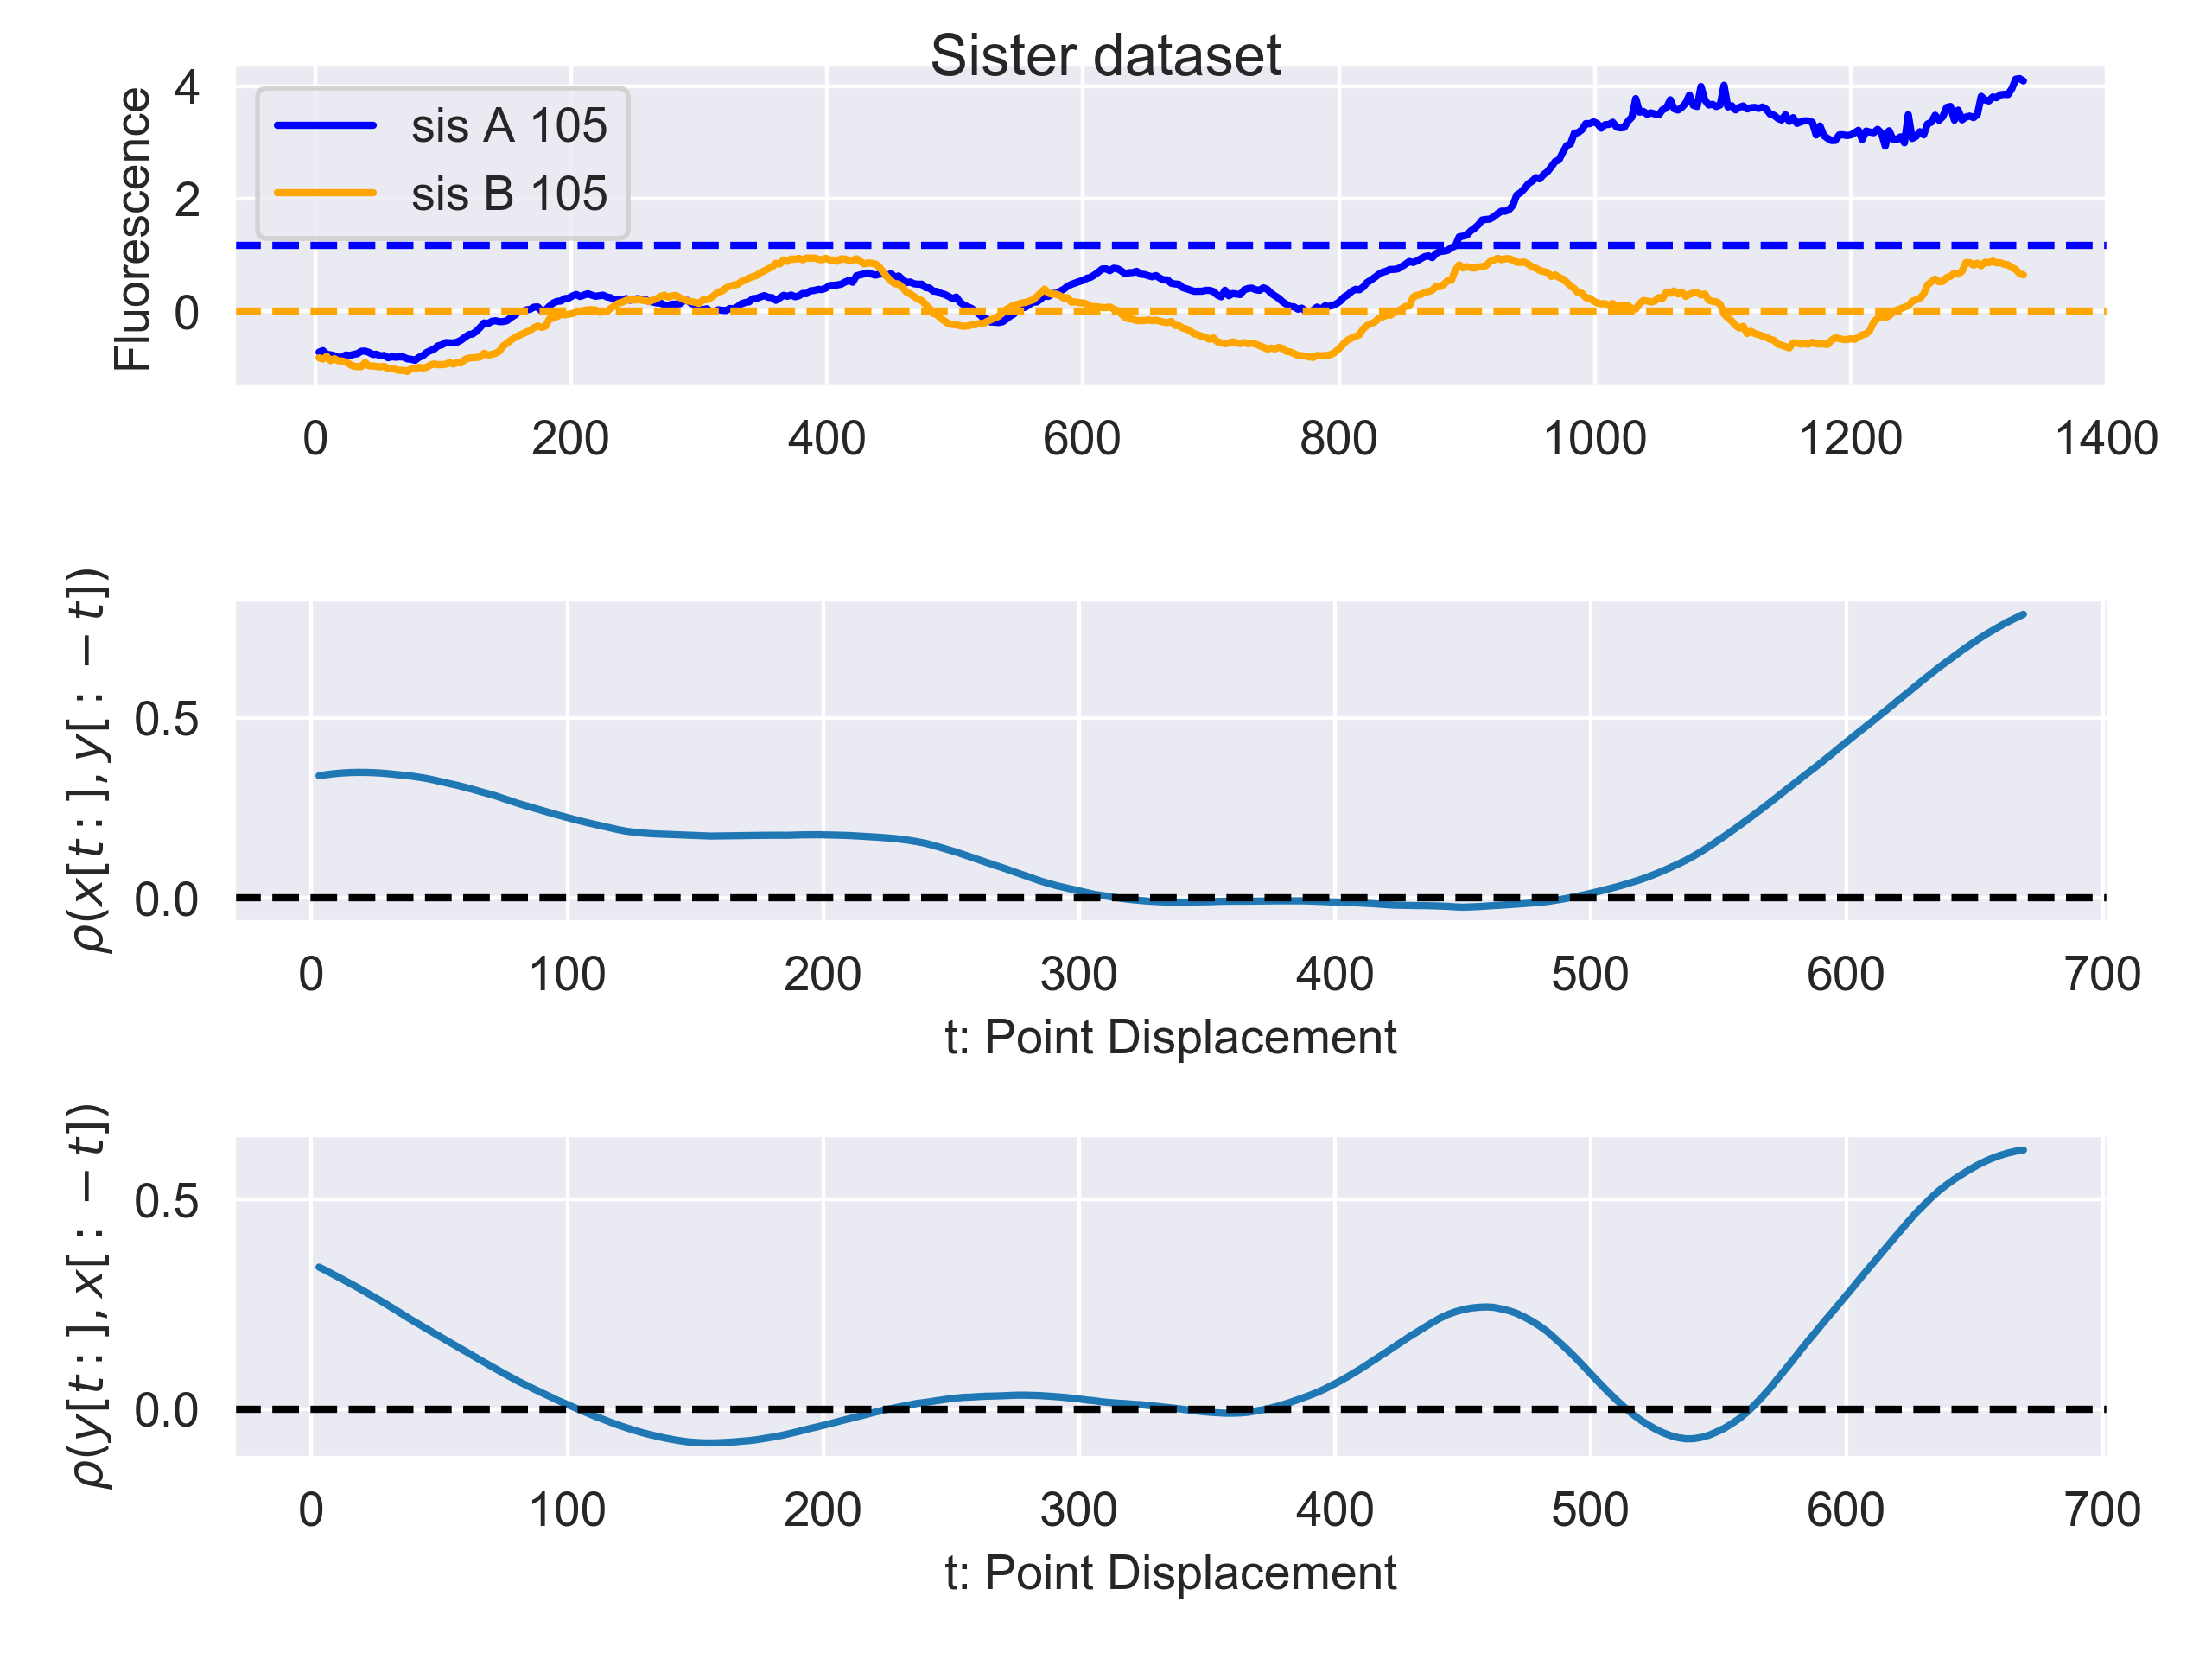 Sister dataset
Fluorescence
4
2
0
sis A 105
sis B 105
0 200 400 600 800 1000 1200 1400
ρ(x[t:],y[:−t])
0.5
0.0
0 100 200 300 400 500 600 700
t: Point Displacement
ρ(y[t:],x[:−t])
0.5
0.0
0 100 200 300 400 500 600 700
t: Point Displacement